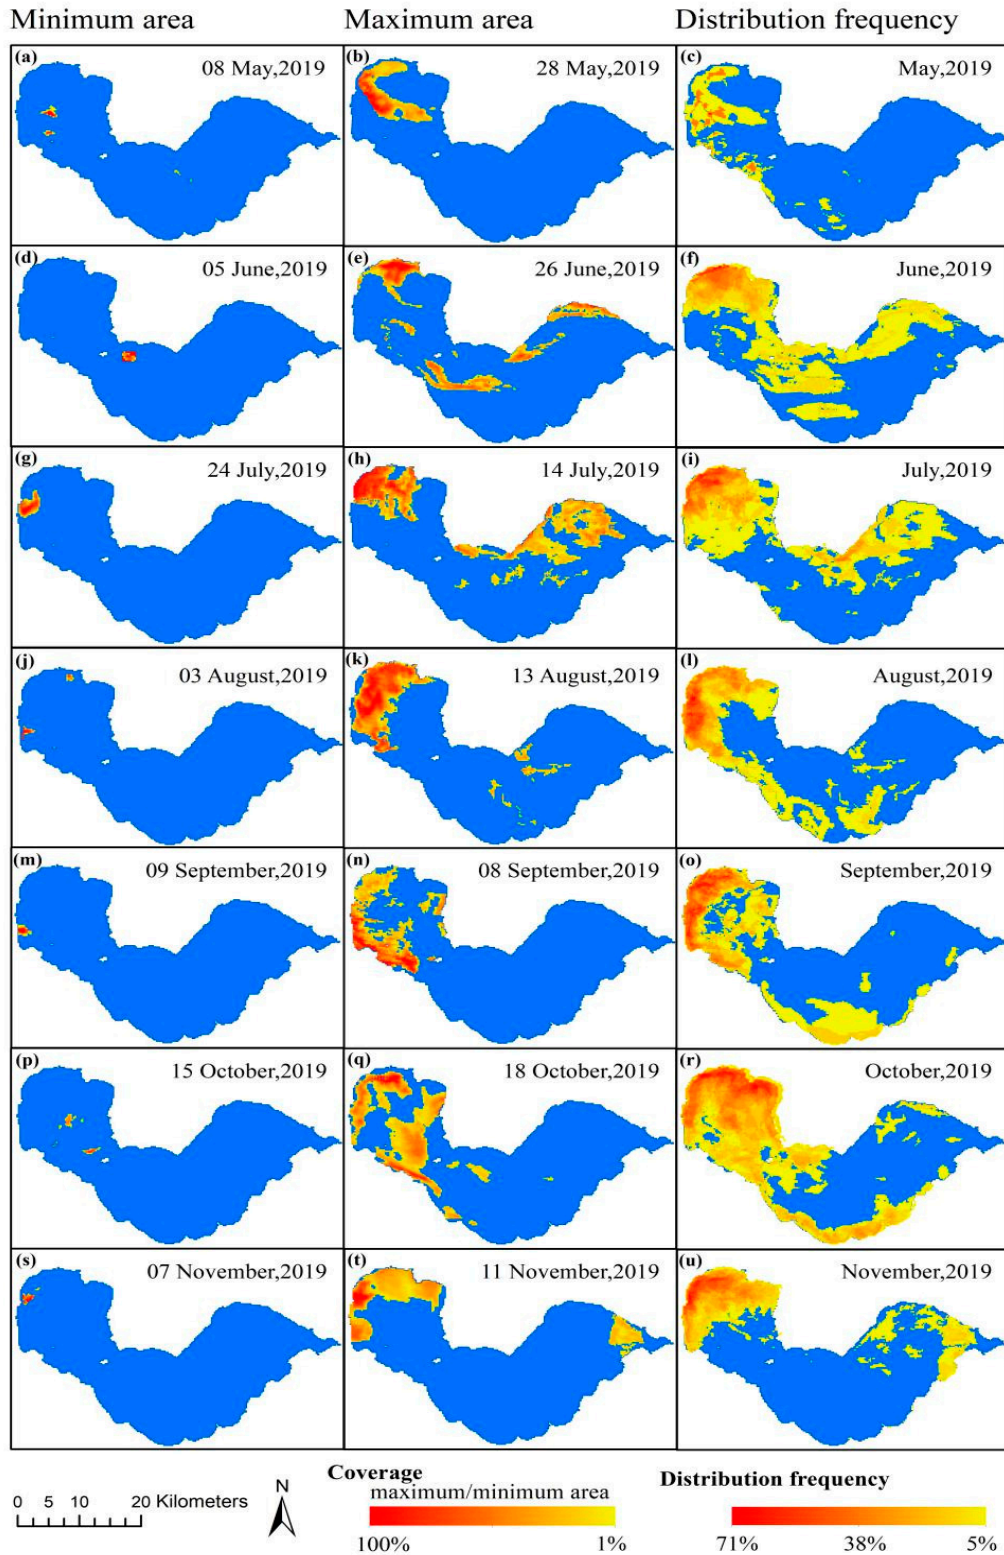 Minimum area Maximum area Distribution frequency
(a) 08 May,2019 (b) 28 May,2019 (c) May,2019
(d) 05 June,2019 (e) 26 June,2019 (f) June,2019
(g) 24 July,2019 (h) 14 July,2019 (i) July,2019
(j) 03 August,2019 (k) 13 August,2019 (l) August,2019
(m) 09 September,2019 (n) 08 September,2019 (o) September,2019
(p) 15 October,2019 (q) 18 October,2019 (r) October,2019
(s) 07 November,2019 (t) 11 November,2019 (u) November,2019
0 5 10 20 Kilometers
N
Coverage
maximum/minimum area
100% 1%
Distribution frequency
71% 38% 5%